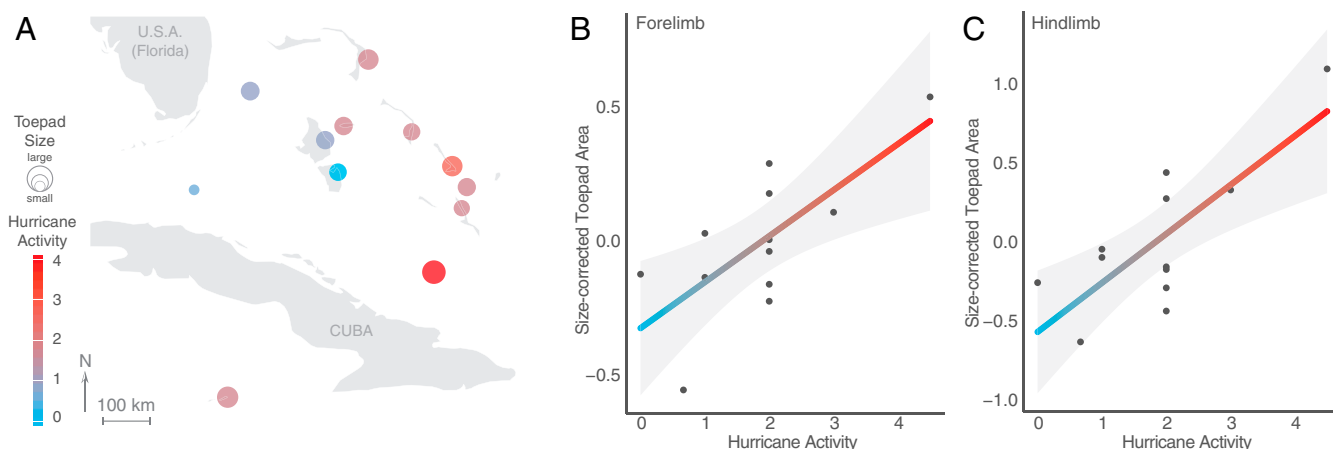 A
U.S.A.
(Florida)
Toepad
Size
large
small
Hurricane
Activity
4
3
2
1
0
N
100 km
CUBA
B
Forelimb
Size-corrected Toepad Area
0.5
0.0
−0.5
0 1 2 3 4
Hurricane Activity
C
Hindlimb
Size-corrected Toepad Area
1.0
0.5
0.0
−0.5
−1.0
0 1 2 3 4
Hurricane Activity